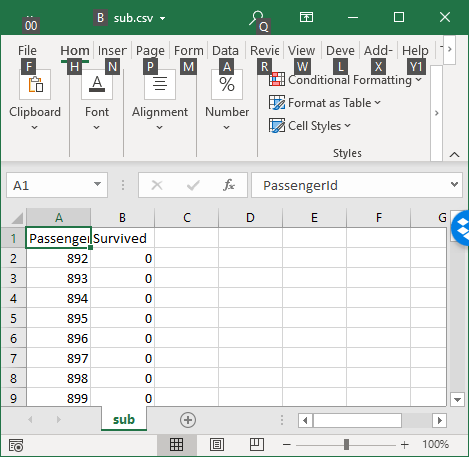 sub.csv
00 B Q
File Hom Inser Page Form Data Revie View Deve Add- Help
F H N P M A R W L X Y1
Clipboard Font Alignment Number
A %
Conditional Formatting
Format as Table
Cell Styles
Styles
A1 fx PassengerId
A B C D E F G
1 Passenger Survived
2 892 0
3 893 0
4 894 0
5 895 0
6 896 0
7 897 0
8 898 0
9 899 0
sub
100%